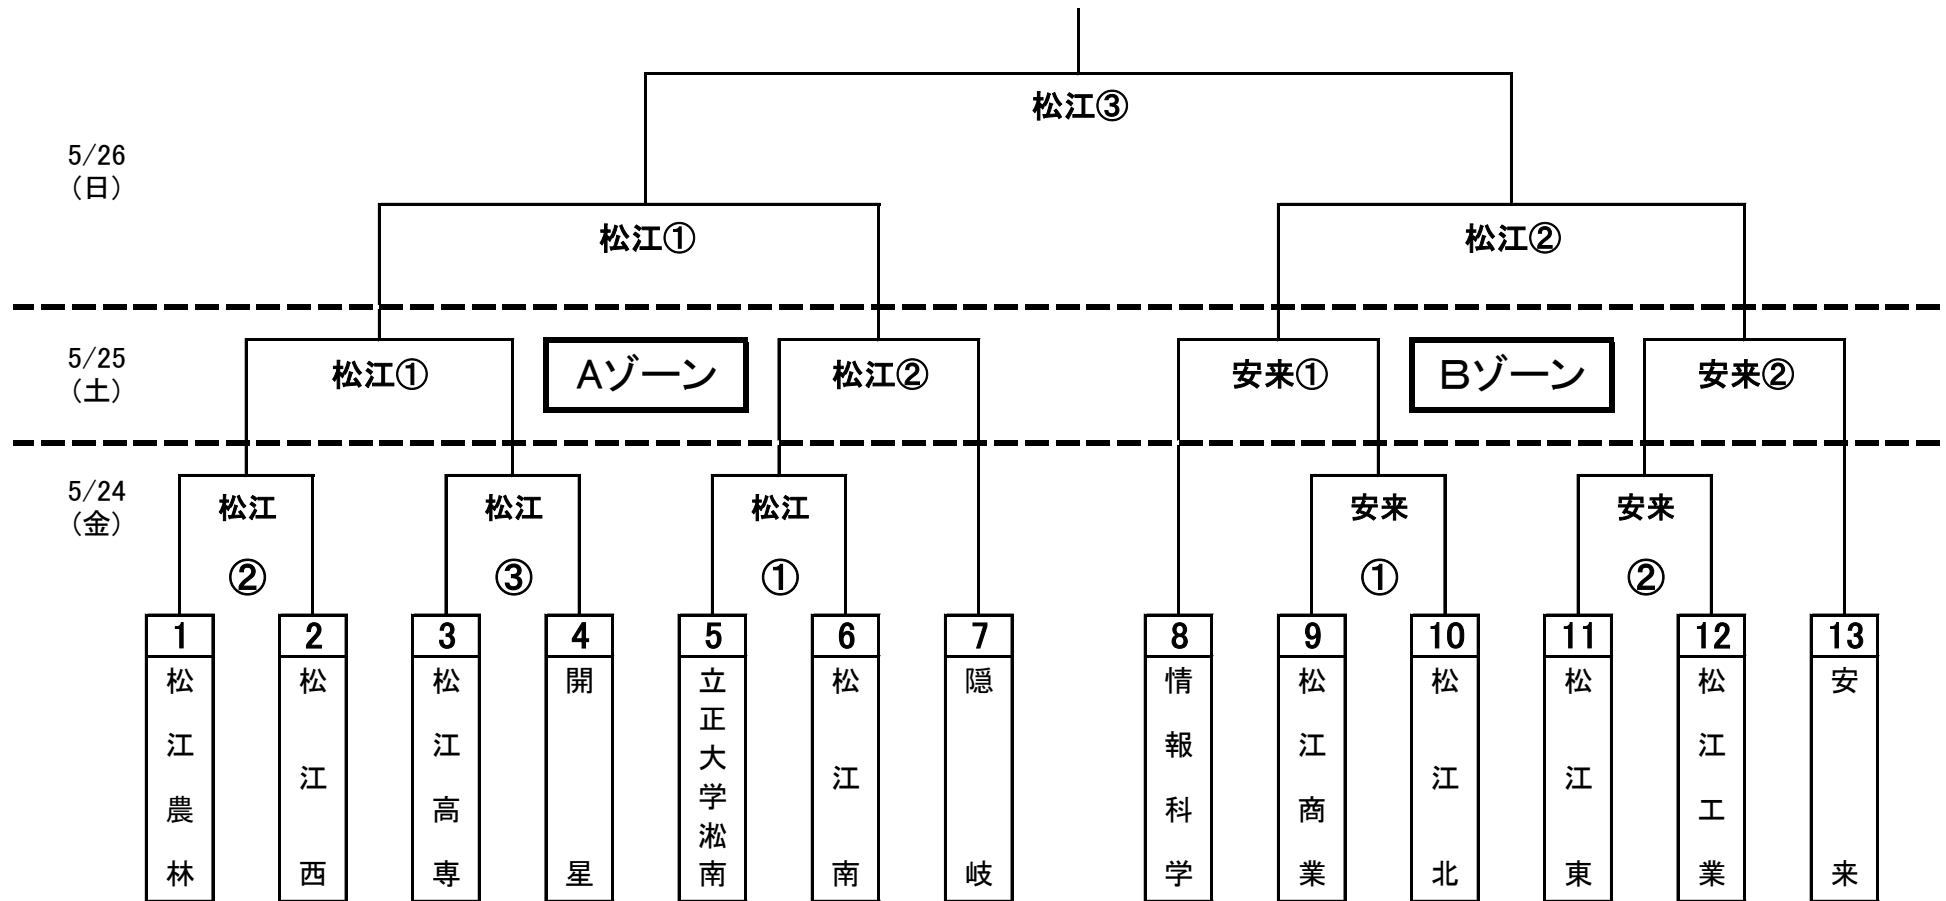 松江③
5/26
(日)
松江①
松江②
5/25
(土)
松江①
Aゾーン
松江②
安来①
Bゾーン
安来②
5/24
(金)
松江
②
松江
③
松江
①
安来
①
安来
②
1
松江農林
2
松江西
3
松江高専
4
開星
5
立正大学淞南
6
松江南
7
隠岐
8
情報科学
9
松江商業
10
松江北
11
松江東
12
松江工業
13
安来